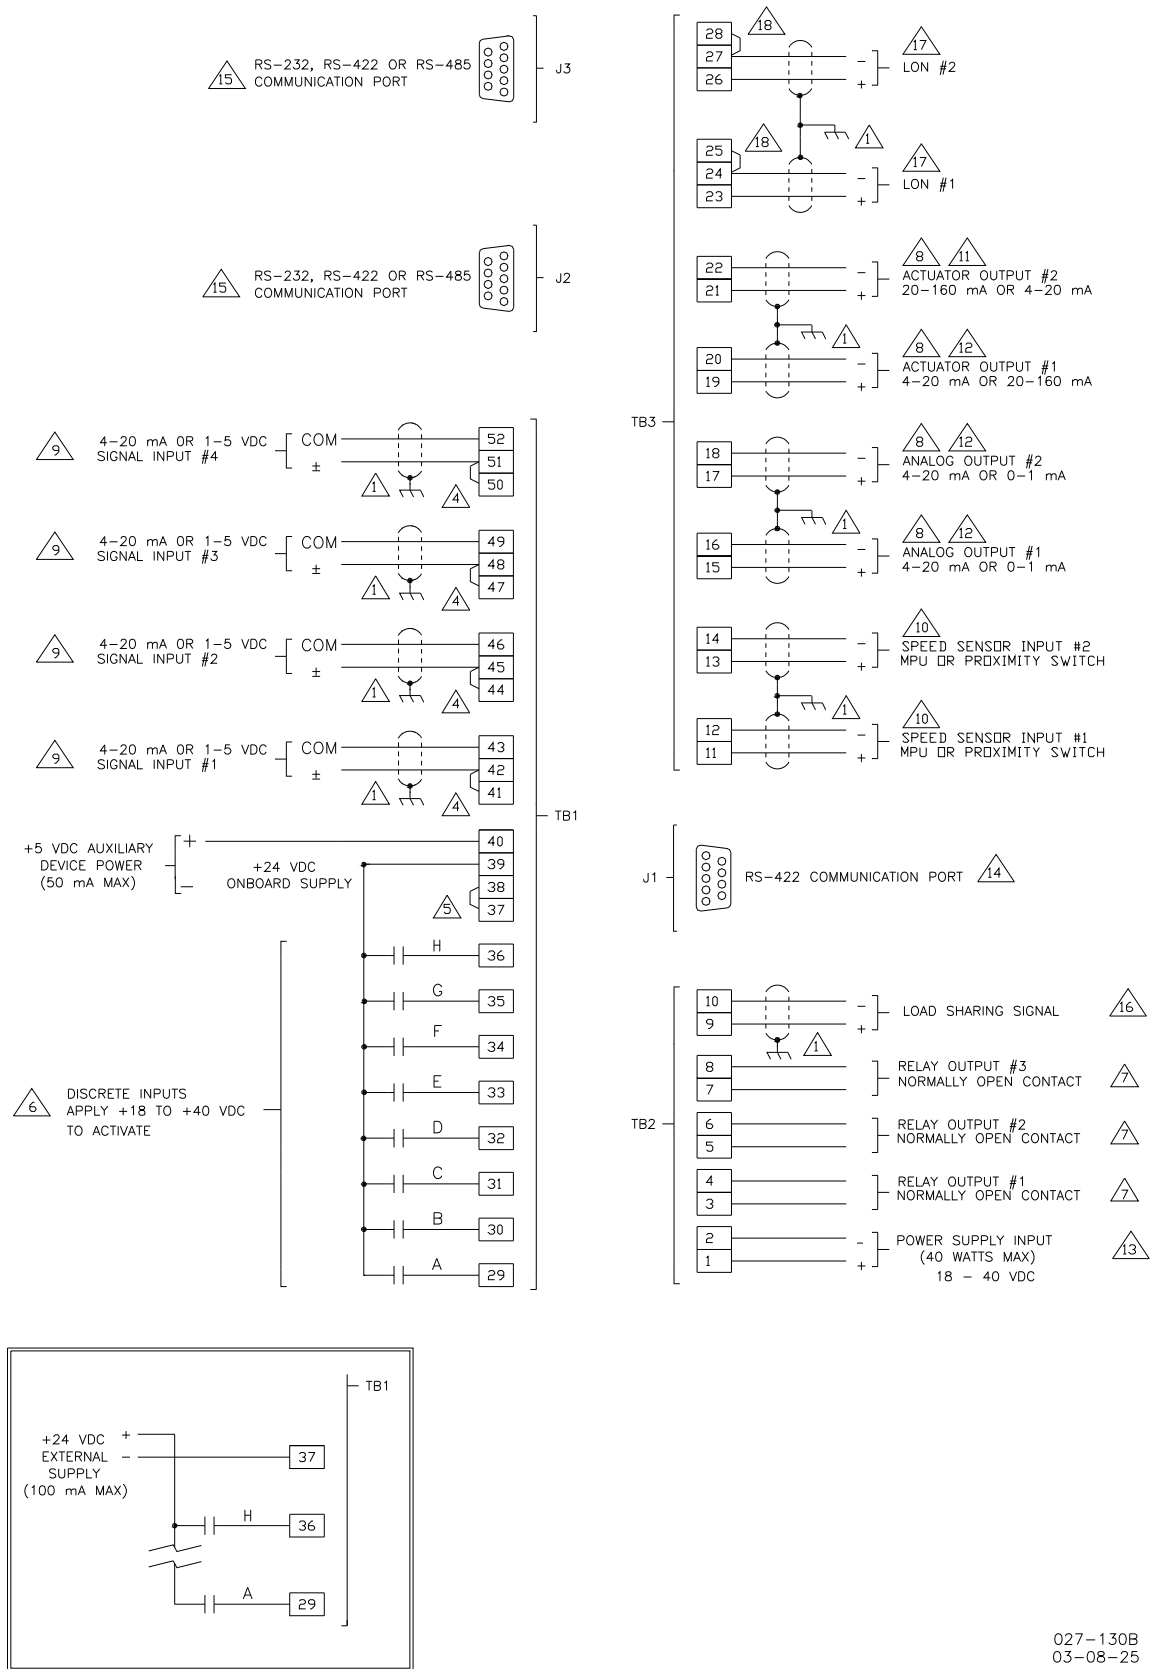 15
RS-232, RS-422 OR RS-485
COMMUNICATION PORT
J3
15
RS-232, RS-422 OR RS-485
COMMUNICATION PORT
J2
9
4-20 mA OR 1-5 VDC
SIGNAL INPUT #4
COM
±
1
4
52
51
50
9
4-20 mA OR 1-5 VDC
SIGNAL INPUT #3
COM
±
1
4
49
48
47
9
4-20 mA OR 1-5 VDC
SIGNAL INPUT #2
COM
±
1
4
46
45
44
9
4-20 mA OR 1-5 VDC
SIGNAL INPUT #1
COM
±
1
4
43
42
41
TB1
+5 VDC AUXILIARY
DEVICE POWER
(50 mA MAX)
+
-
+24 VDC
ONBOARD SUPPLY
5
40
39
38
37
H
36
G
35
F
34
E
33
D
32
C
31
B
30
A
29
6
DISCRETE INPUTS
APPLY +18 TO +40 VDC
TO ACTIVATE
28
27
26
18
-
+
17
LON #2
1
25
24
23
18
-
+
17
LON #1
22
21
-
+
8
11
ACTUATOR OUTPUT #2
20-160 mA OR 4-20 mA
1
20
19
-
+
8
12
ACTUATOR OUTPUT #1
4-20 mA OR 20-160 mA
TB3
18
17
-
+
8
12
ANALOG OUTPUT #2
4-20 mA OR 0-1 mA
1
16
15
-
+
8
12
ANALOG OUTPUT #1
4-20 mA OR 0-1 mA
14
13
-
+
10
SPEED SENSOR INPUT #2
MPU OR PROXIMITY SWITCH
1
12
11
-
+
10
SPEED SENSOR INPUT #1
MPU OR PROXIMITY SWITCH
J1
RS-422 COMMUNICATION PORT
14
10
9
-
+
LOAD SHARING SIGNAL
16
1
8
7
RELAY OUTPUT #3
NORMALLY OPEN CONTACT
7
TB2
6
5
RELAY OUTPUT #2
NORMALLY OPEN CONTACT
7
4
3
RELAY OUTPUT #1
NORMALLY OPEN CONTACT
7
2
1
-
+
POWER SUPPLY INPUT
(40 WATTS MAX)
18 - 40 VDC
13
TB1
+24 VDC
EXTERNAL
SUPPLY
(100 mA MAX)
+
-
37
H
36
A
29
027-130B
03-08-25